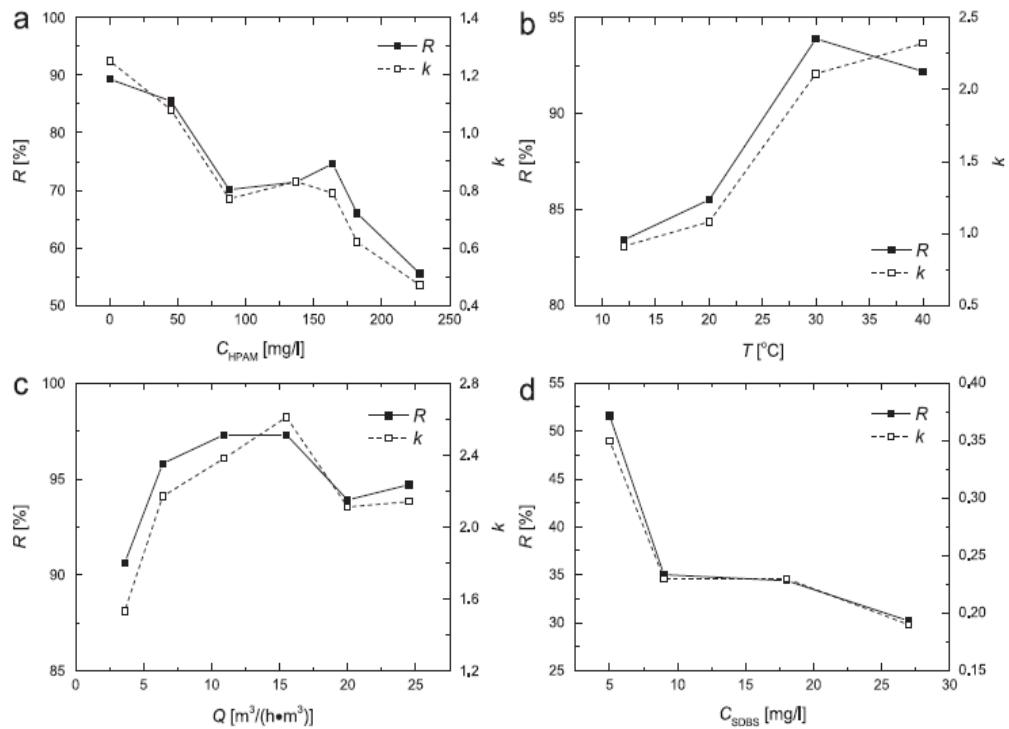 a
100
90
80
70
60
50
R [%]
1.4
1.2
1.0
0.8
0.6
0.4
k
R
k
0 50 100 150 200 250
C_HPAM [mg/l]
b
95
90
85
80
R [%]
2.5
2.0
1.5
1.0
0.5
k
R
k
10 15 20 25 30 35 40
T [°C]
c
100
95
90
85
R [%]
2.8
2.4
2.0
1.6
1.2
k
R
k
0 5 10 15 20 25
Q [m³/(h•m³)]
d
55
50
45
40
35
30
25
R [%]
0,40
0,35
0,30
0,25
0,20
0,15
R
k
5 10 15 20 25 30
C_SDBS [mg/l]